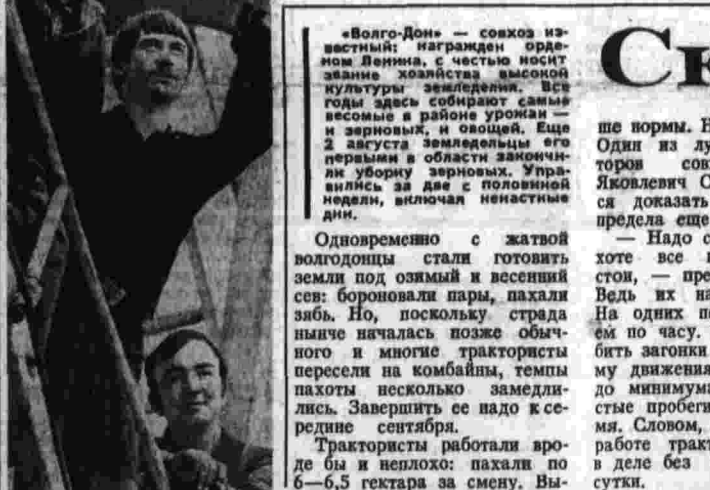 «Волго-Дон» — совхоз из-
вестный: награжден орде-
ном Ленина, с честью носит
звание хозяйства высокой
культуры земледелия. Все
годы здесь собирают самые
весомые в районе урожаи —
и зерновых, и овощей. Еще
2 августа земледельцы его
первыми в области закончи-
ли уборку зерновых. Упра-
вились за две с половиной
недели, включая ненастные
дни.
Одновременно с жатвой
волгодонцы стали готовить
земли под озимый и весенний
сев: бороновали пары, пахали
зябь. Но, поскольку страда
нынче началась позже обыч-
ного и многие трактористы
пересели на комбайны, темпы
пахоты несколько замедли-
лись. Завершить ее надо к се-
редине сентября.
Трактористы работали вро-
де бы и неплохо: пахали по
6—6,5 гектара за смену. Вы-
Ск
ше нормы. Н
Один из лу
торов сов
Яковлевич С
ся доказать
предела еще
— Надо с
хоте все п
стои, — пре
Ведь их на
На одних пе
ем по часу.
бить загонки
му движения
до минимума
стые пробеги
мя. Словом,
работе тракт
в деле без
сутки.